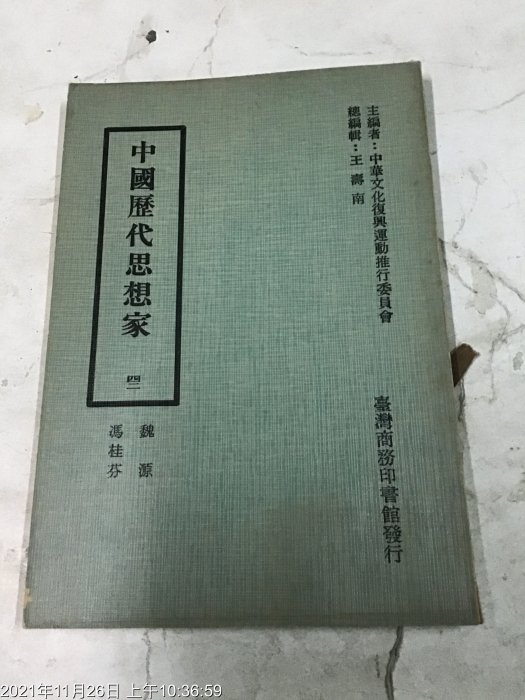 主編者：中華文化復興運動推行委員會
總編輯：王壽南
中國歷代思想家
四二
魏源
馮桂芬
臺灣商務印書館發行
2021年11月26日 上午10:36:59